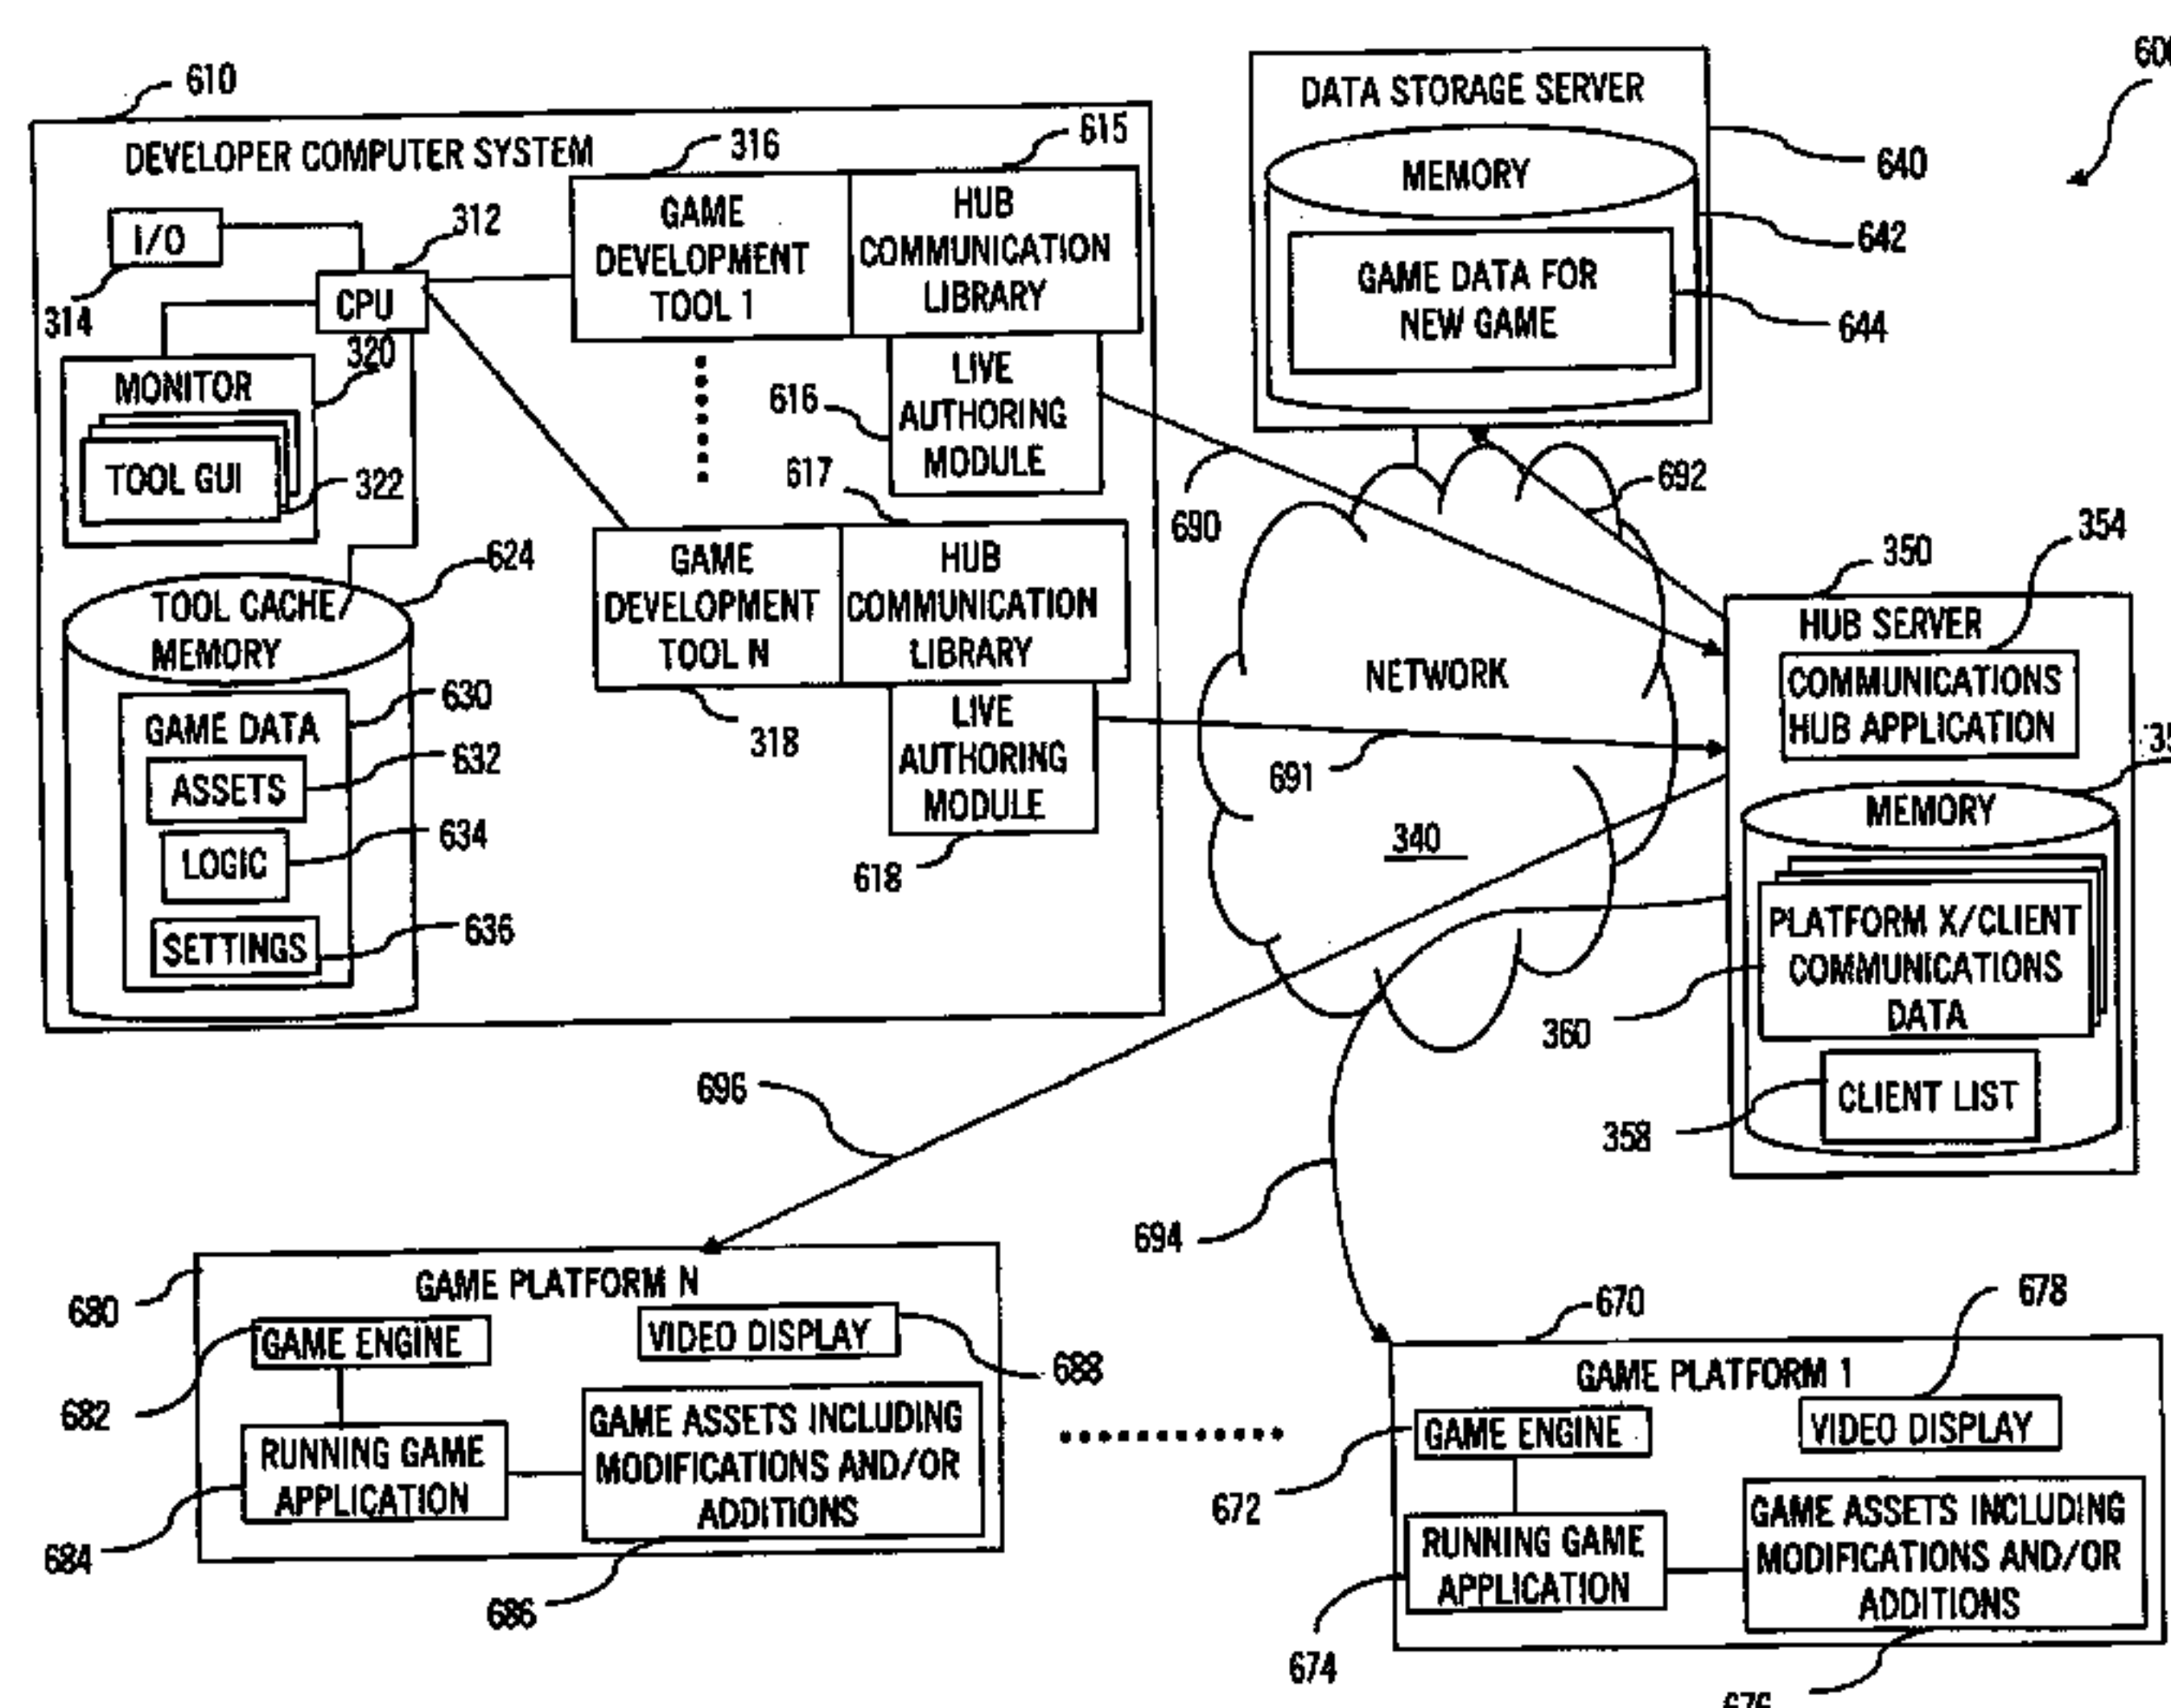 610
DEVELOPER COMPUTER SYSTEM
316
615
I/O
314
312
CPU
GAME
DEVELOPMENT
TOOL 1
HUB
COMMUNICATION
LIBRARY
320
MONITOR
TOOL GUI
322
616
LIVE
AUTHORING
MODULE
617
624
TOOL CACHE
MEMORY
GAME
DEVELOPMENT
TOOL N
HUB
COMMUNICATION
LIBRARY
318
LIVE
AUTHORING
MODULE
618
630
GAME DATA
632
ASSETS
634
LOGIC
636
SETTINGS
DATA STORAGE SERVER
640
MEMORY
642
GAME DATA FOR
NEW GAME
644
690
692
NETWORK
340
691
350
354
HUB SERVER
COMMUNICATIONS
HUB APPLICATION
MEMORY
PLATFORM X/CLIENT
COMMUNICATIONS
DATA
360
CLIENT LIST
358
696
694
680
GAME PLATFORM N
682
GAME ENGINE
VIDEO DISPLAY
688
684
RUNNING GAME
APPLICATION
GAME ASSETS INCLUDING
MODIFICATIONS AND/OR
ADDITIONS
686
670
678
GAME PLATFORM 1
672
GAME ENGINE
VIDEO DISPLAY
674
RUNNING GAME
APPLICATION
GAME ASSETS INCLUDING
MODIFICATIONS AND/OR
ADDITIONS